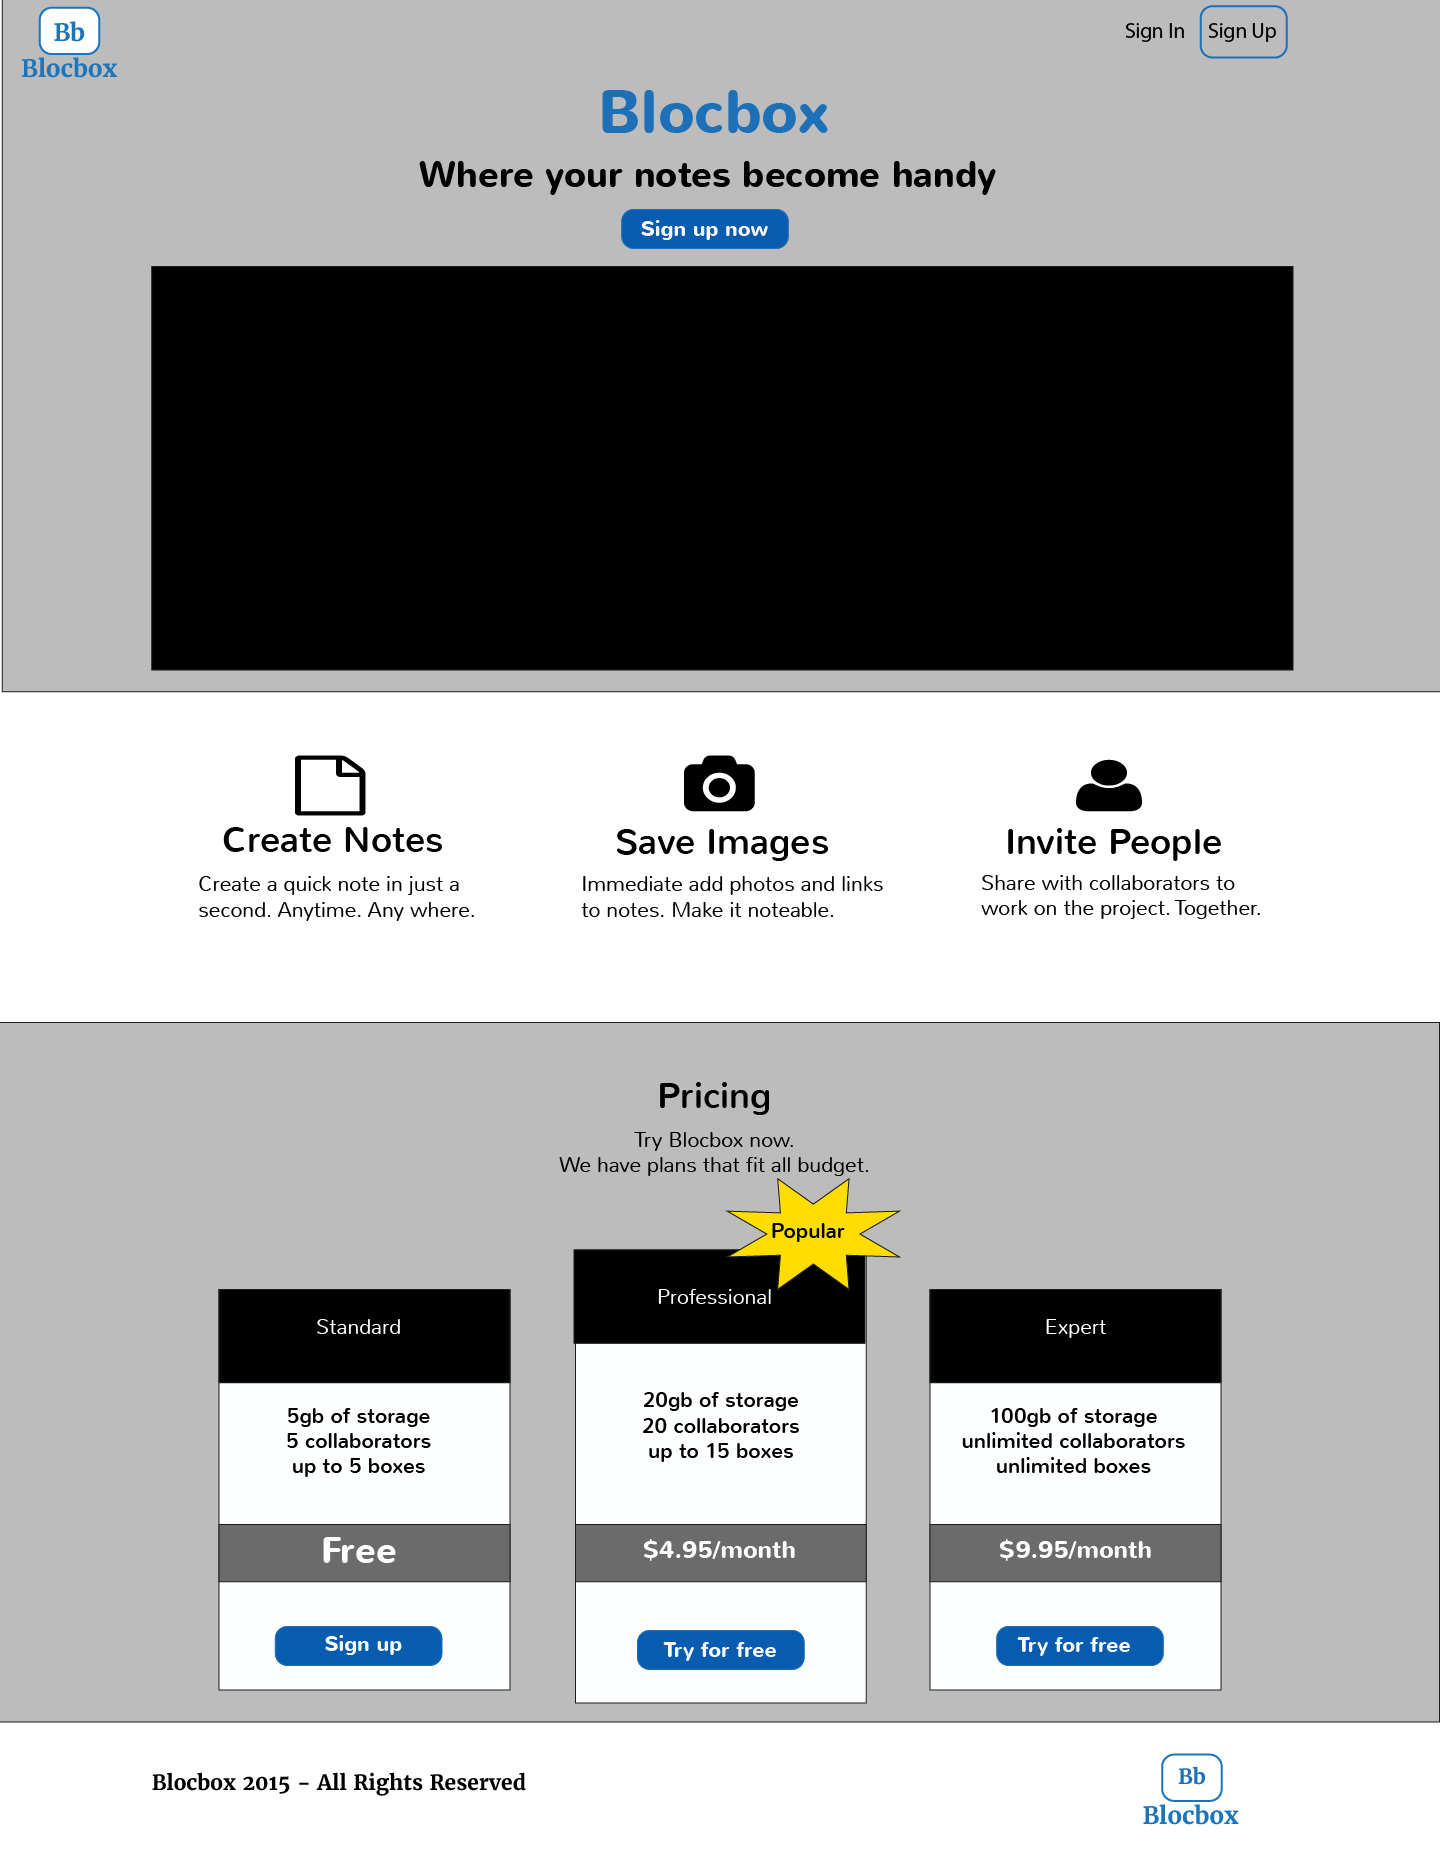 Bb
Blocbox
Sign In
Sign Up
Blocbox
Where your notes become handy
Sign up now
Create Notes
Create a quick note in just a
second. Anytime. Any where.
Save Images
Immediate add photos and links
to notes. Make it noteable.
Invite People
Share with collaborators to
work on the project. Together.
Pricing
Try Blocbox now.
We have plans that fit all budget.
Standard
5gb of storage
5 collaborators
up to 5 boxes
Free
Sign up
Popular
Professional
20gb of storage
20 collaborators
up to 15 boxes
$4.95/month
Try for free
Expert
100gb of storage
unlimited collaborators
unlimited boxes
$9.95/month
Try for free
Blocbox 2015 - All Rights Reserved
Bb
Blocbox